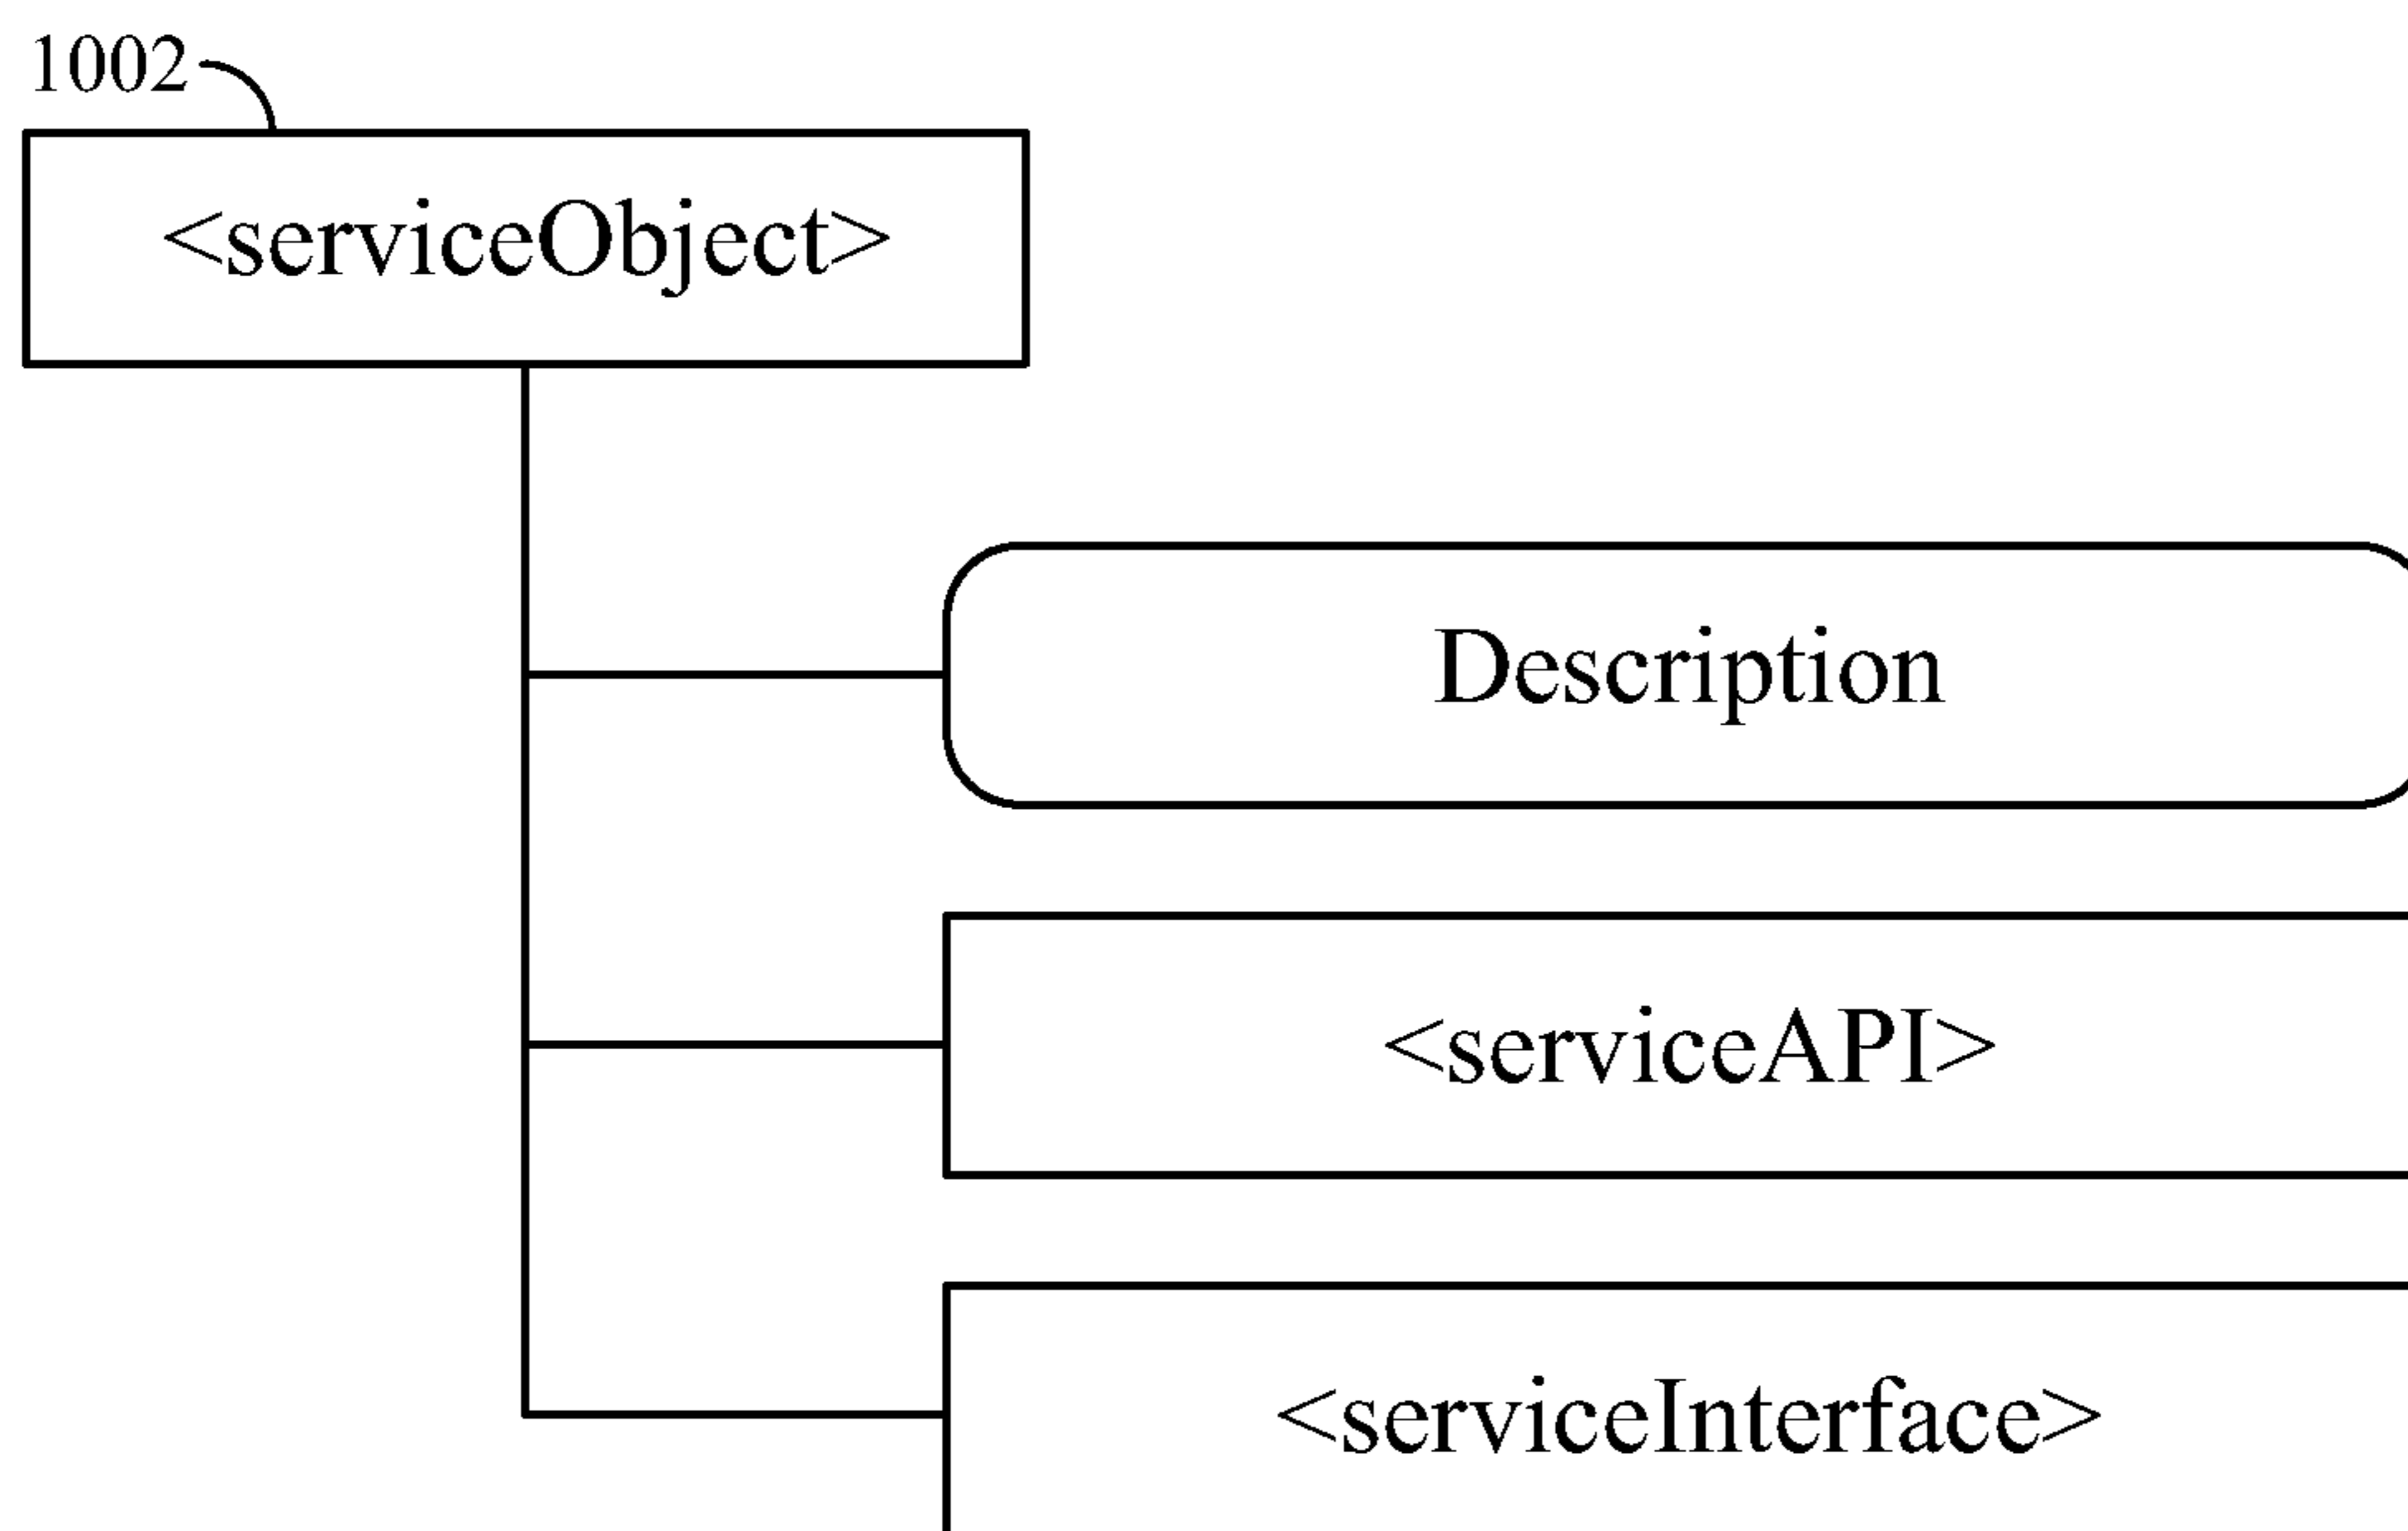 1002
<serviceObject>
Description
<serviceAPI>
<serviceInterface>